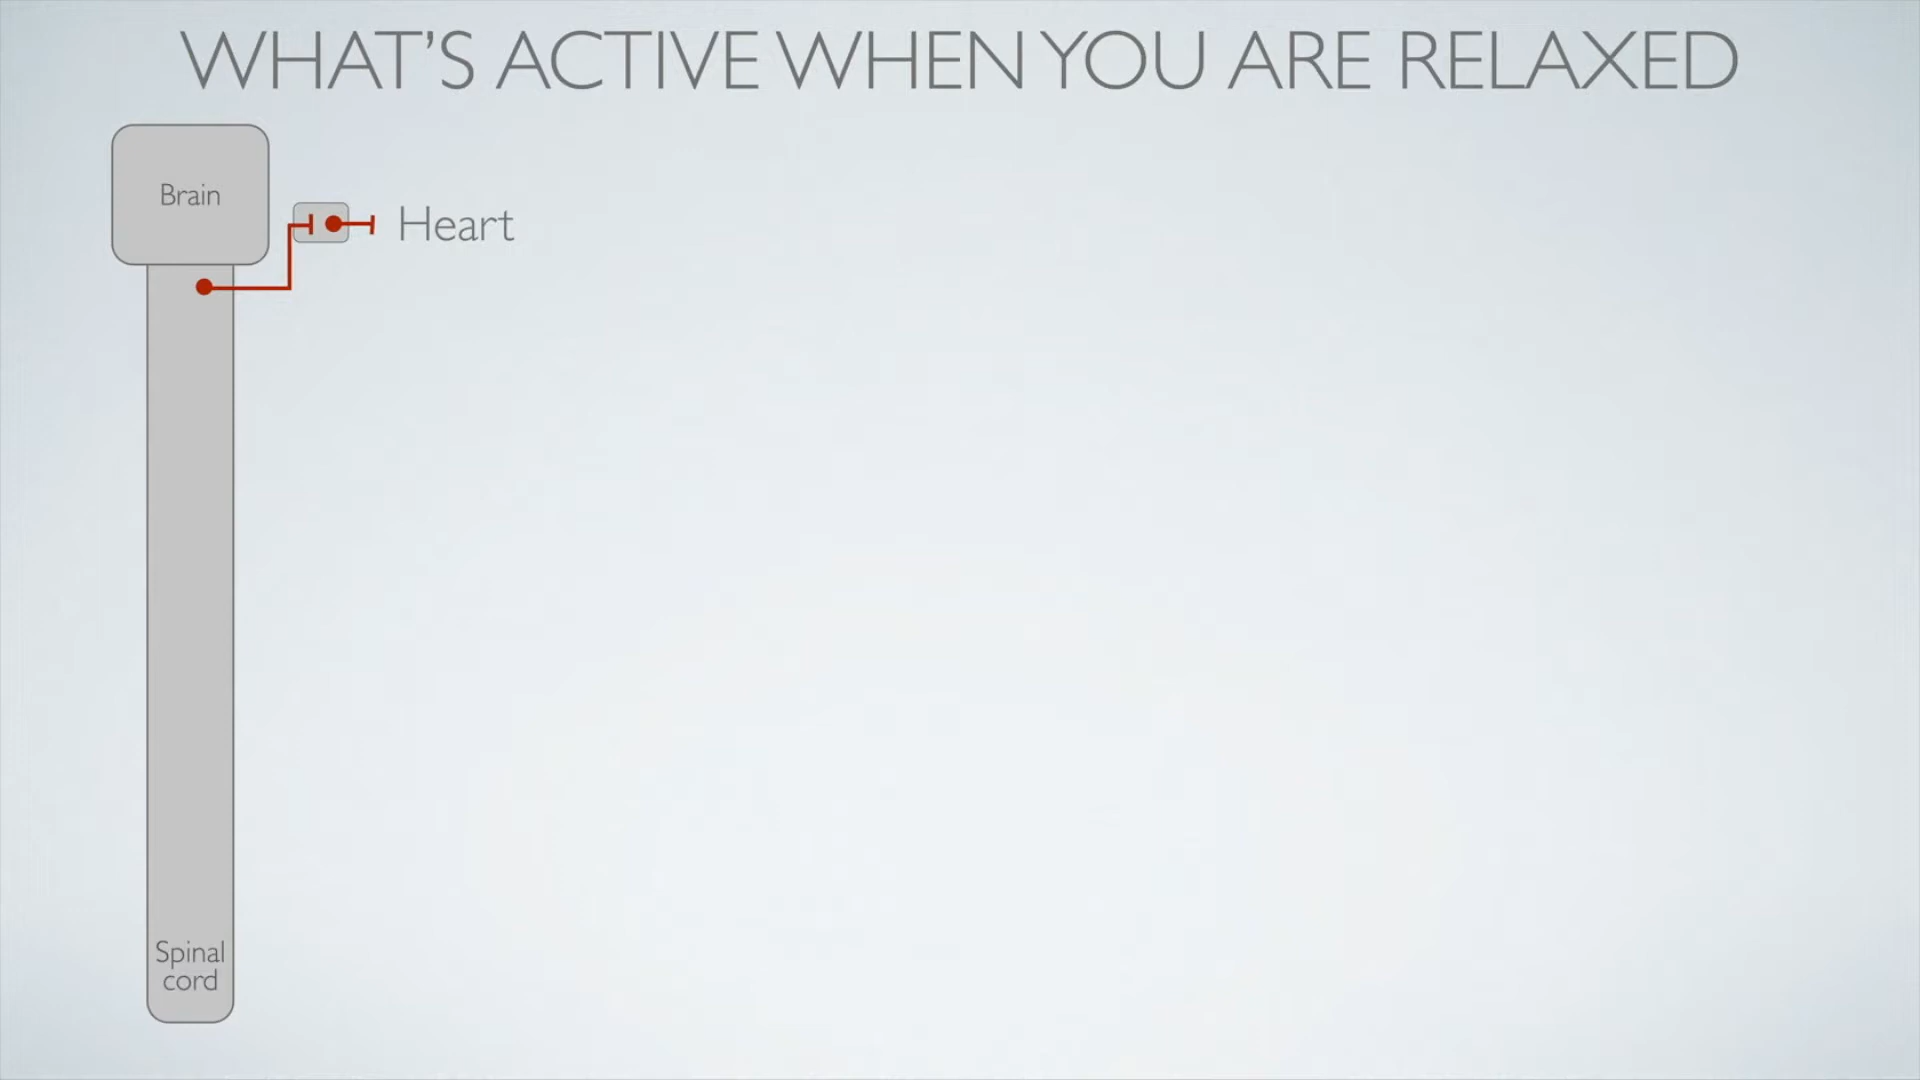 WHAT'S ACTIVE WHEN YOU ARE RELAXED
Brain
Heart
Spinal
cord